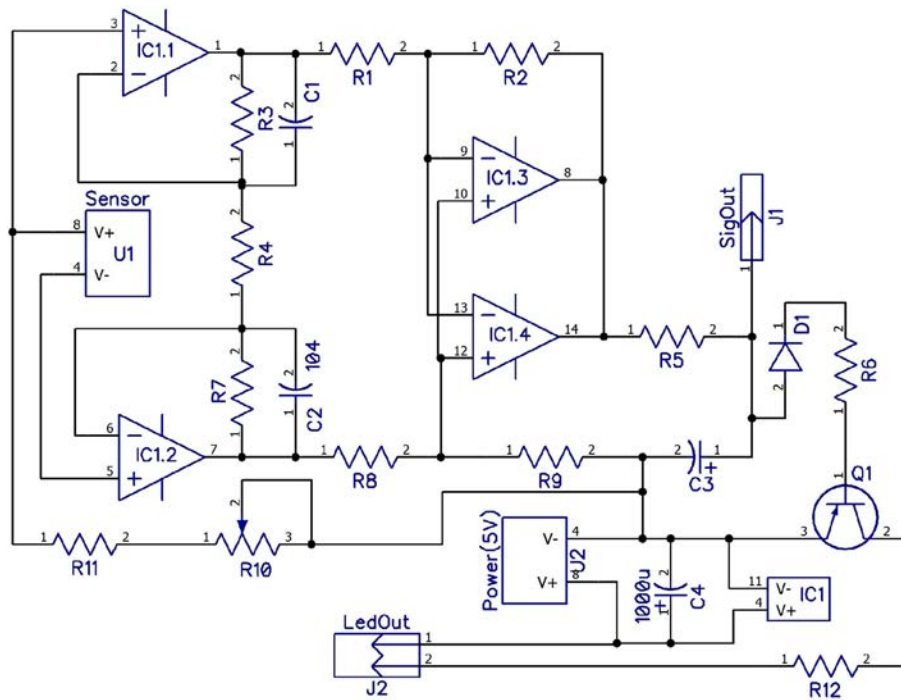 3
+
IC1.1
1
2
−
1
2
R1
1
2
R2
2
R3
1
2
C1
1
9
−
IC1.3
8
10
+
Sensor
8
V+
U1
4
V-
2
R4
1
SigOut
J1
1
13
−
IC1.4
14
12
+
1
2
R5
1
D1
2
2
R6
1
2
R7
1
104
2
C2
1
6
−
IC1.2
7
5
+
1
2
R8
1
2
R9
2
1
C3
+
1
Q1
3
2
1
2
R11
2
1
3
R10
Power(5V)
V-
4
U2
V+
8
1000u
2
C4
1
+
11
V-
IC1
4
V+
LedOut
1
2
J2
1
2
R12